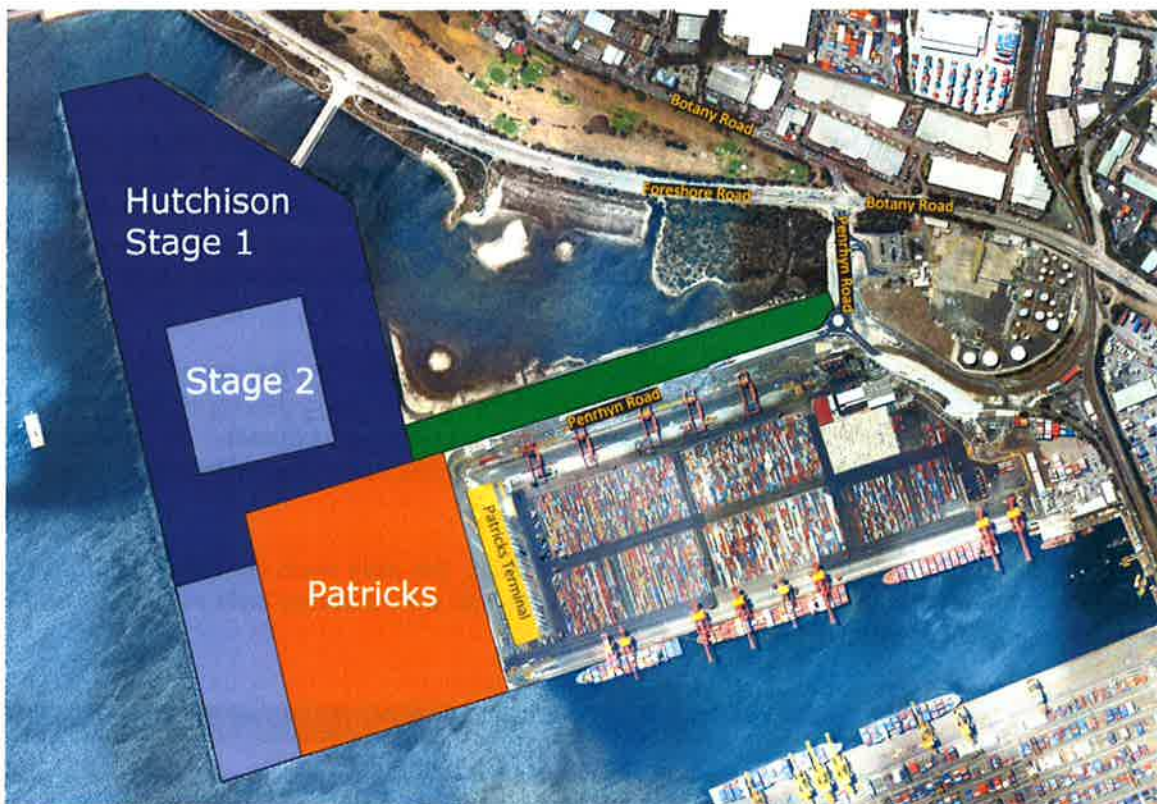 Botany Road
Hutchison
Stage 1
Foreshore Road
Botany Road
Penrhyn Road
Stage 2
Penrhyn Road
Patricks Terminal
Patricks